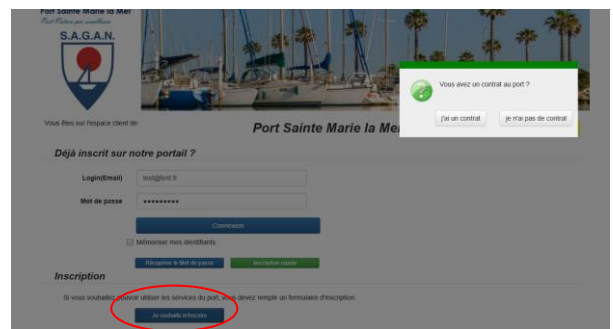 Port Sainte Marie la Mer
S.A.G.A.N.
Vous avez un contrat au port ?
j'ai un contrat
je n'ai pas de contrat
Vous êtes sur l'espace client de
Port Sainte Marie la Me
Déjà inscrit sur notre portail ?
Login(Email)
test@test.fr
Mot de passe
•••••••••
Connexion
Mémoriser mes identifiants
Récupérer le Mot de passe
Inscription rapide
Inscription
Si vous souhaitez pouvoir utiliser les services du port, vous devez remplir un formulaire d'inscription.
Je souhaite m'inscrire